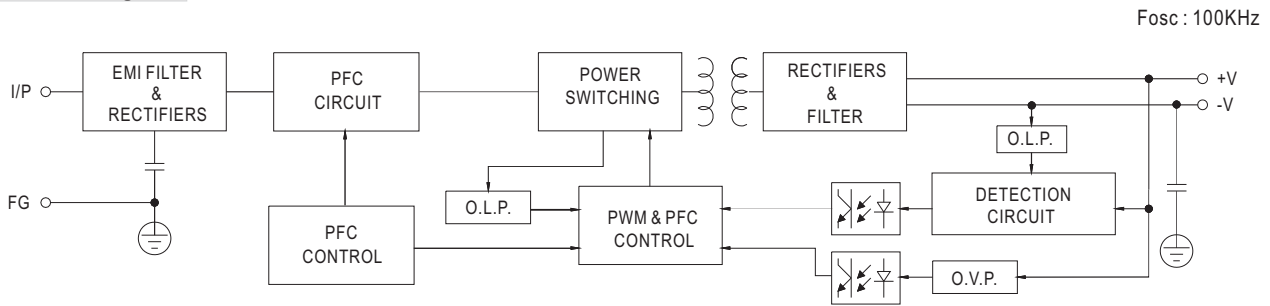 Fosc : 100KHz
I/P
EMI FILTER
&
RECTIFIERS
PFC
CIRCUIT
POWER
SWITCHING
RECTIFIERS
&
FILTER
+V
-V
O.L.P.
DETECTION
CIRCUIT
FG
O.L.P.
PWM & PFC
CONTROL
PFC
CONTROL
O.V.P.